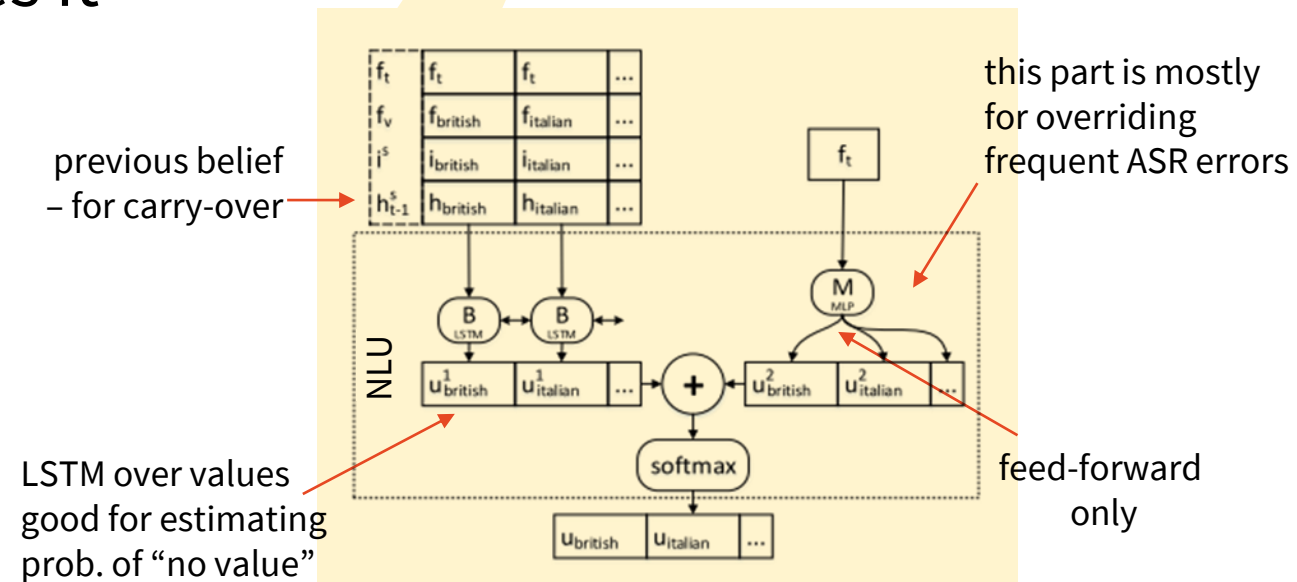 f_t f_t f_t ...
f_v f_british f_italian ...
i^s i_british i_italian ...
h^s_t-1 h_british h_italian ...
previous belief
– for carry-over
this part is mostly
for overriding
frequent ASR errors
f_t
NLU
B
LSTM
B
LSTM
M
MLP
u^1_british u^1_italian ...
+
u^2_british u^2_italian ...
softmax
u_british u_italian ...
LSTM over values
good for estimating
prob. of “no value”
feed-forward
only